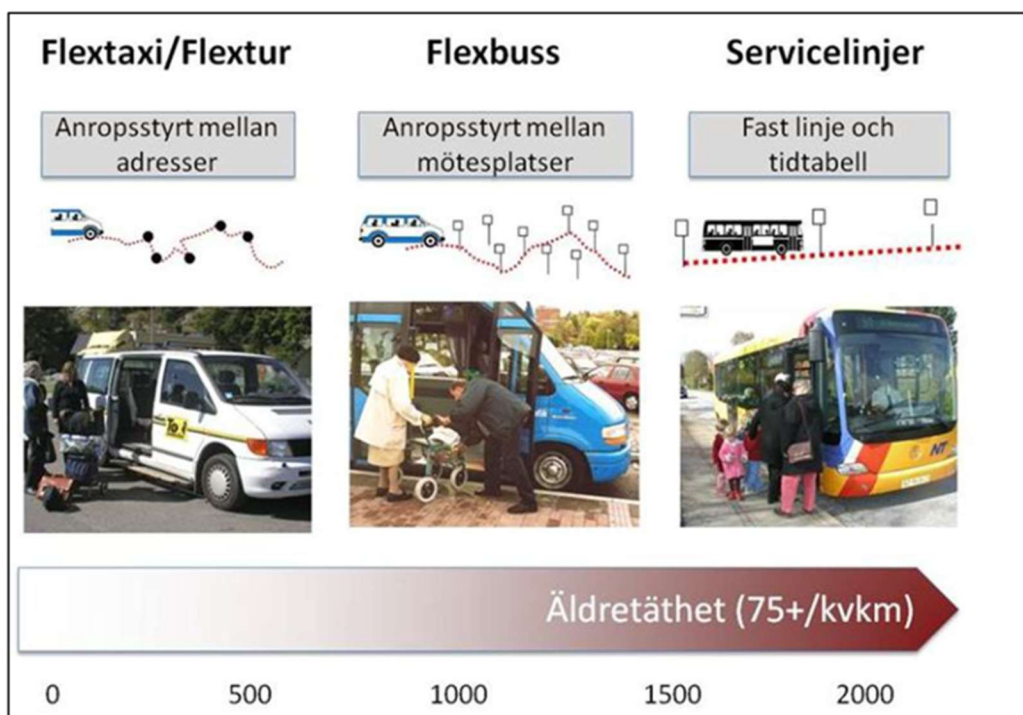 Flextaxi/Flextur
Anropsstyrt mellan
adresser
Flexbuss
Anropsstyrt mellan
mötesplatser
Servicelinjer
Fast linje och
tidtabell
NT
Äldretäthet (75+/kvkm)
0 500 1000 1500 2000